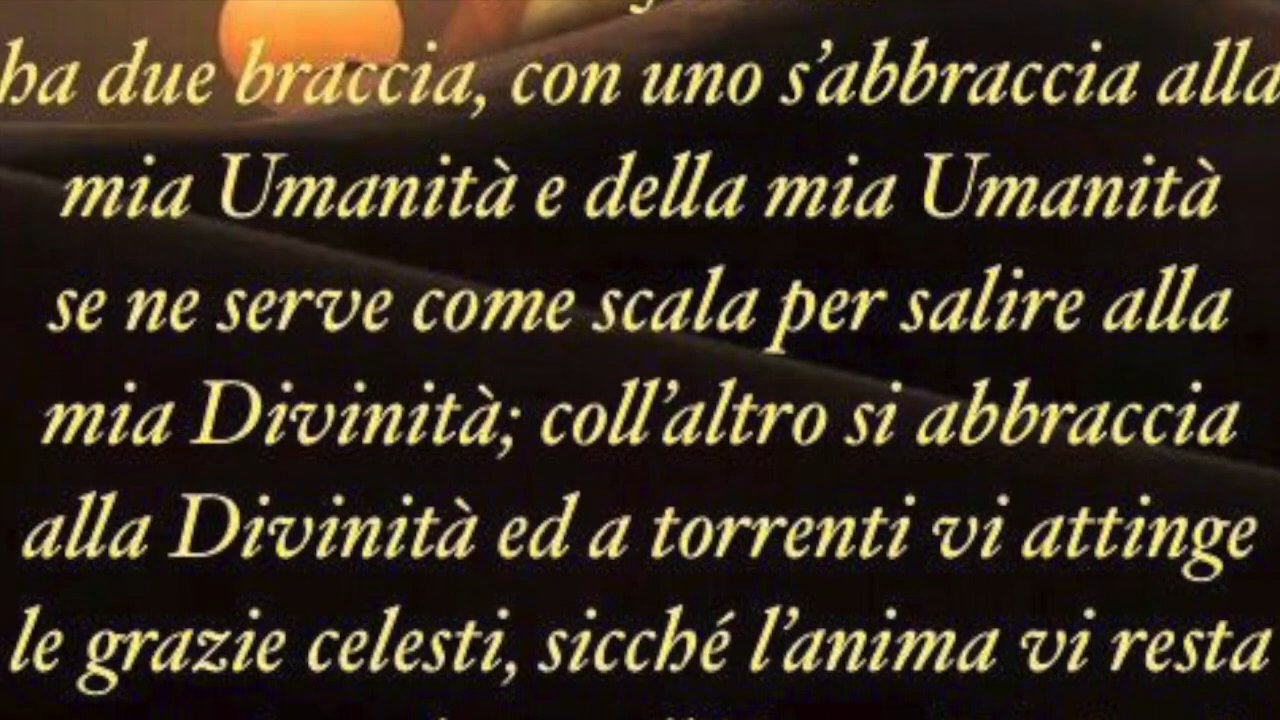 ha due braccia, con uno s’abbraccia alla
mia Umanità e della mia Umanità
se ne serve come scala per salire alla
mia Divinità; coll’altro si abbraccia
alla Divinità ed a torrenti vi attinge
le grazie celesti, sicché l’anima vi resta